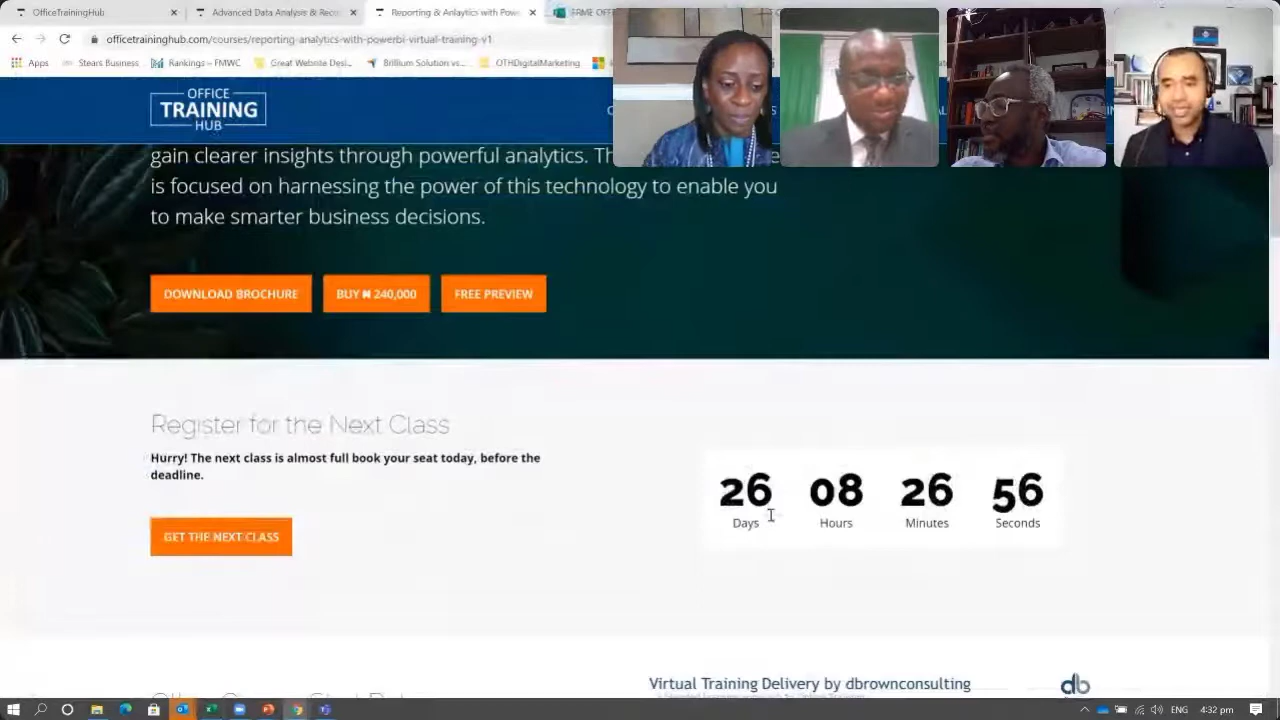 OfficeTrainingHub
Advanced Data Analysis & Reco
Reporting & Anlaytics with Powe
officetraininghub.com/courses/reporting-analytics-with-powerbi-virtual-training-v1
Apps
Stears Business
Rankings – FMWC
Great Website Desi...
Brillium Solution vs...
OTHDigitalMarketing
OFFICE
TRAINING
HUB
gain clearer insights through powerful analytics.
is focused on harnessing the power of this technology to enable you
to make smarter business decisions.
DOWNLOAD BROCHURE
BUY ₦ 240,000
FREE PREVIEW
Register for the Next Class
Hurry! The next class is almost full book your seat today, before the
deadline.
GET THE NEXT CLASS
26 08 26 56
Days Hours Minutes Seconds
Virtual Training Delivery by dbrownconsulting
db
ENG
4:32 pm